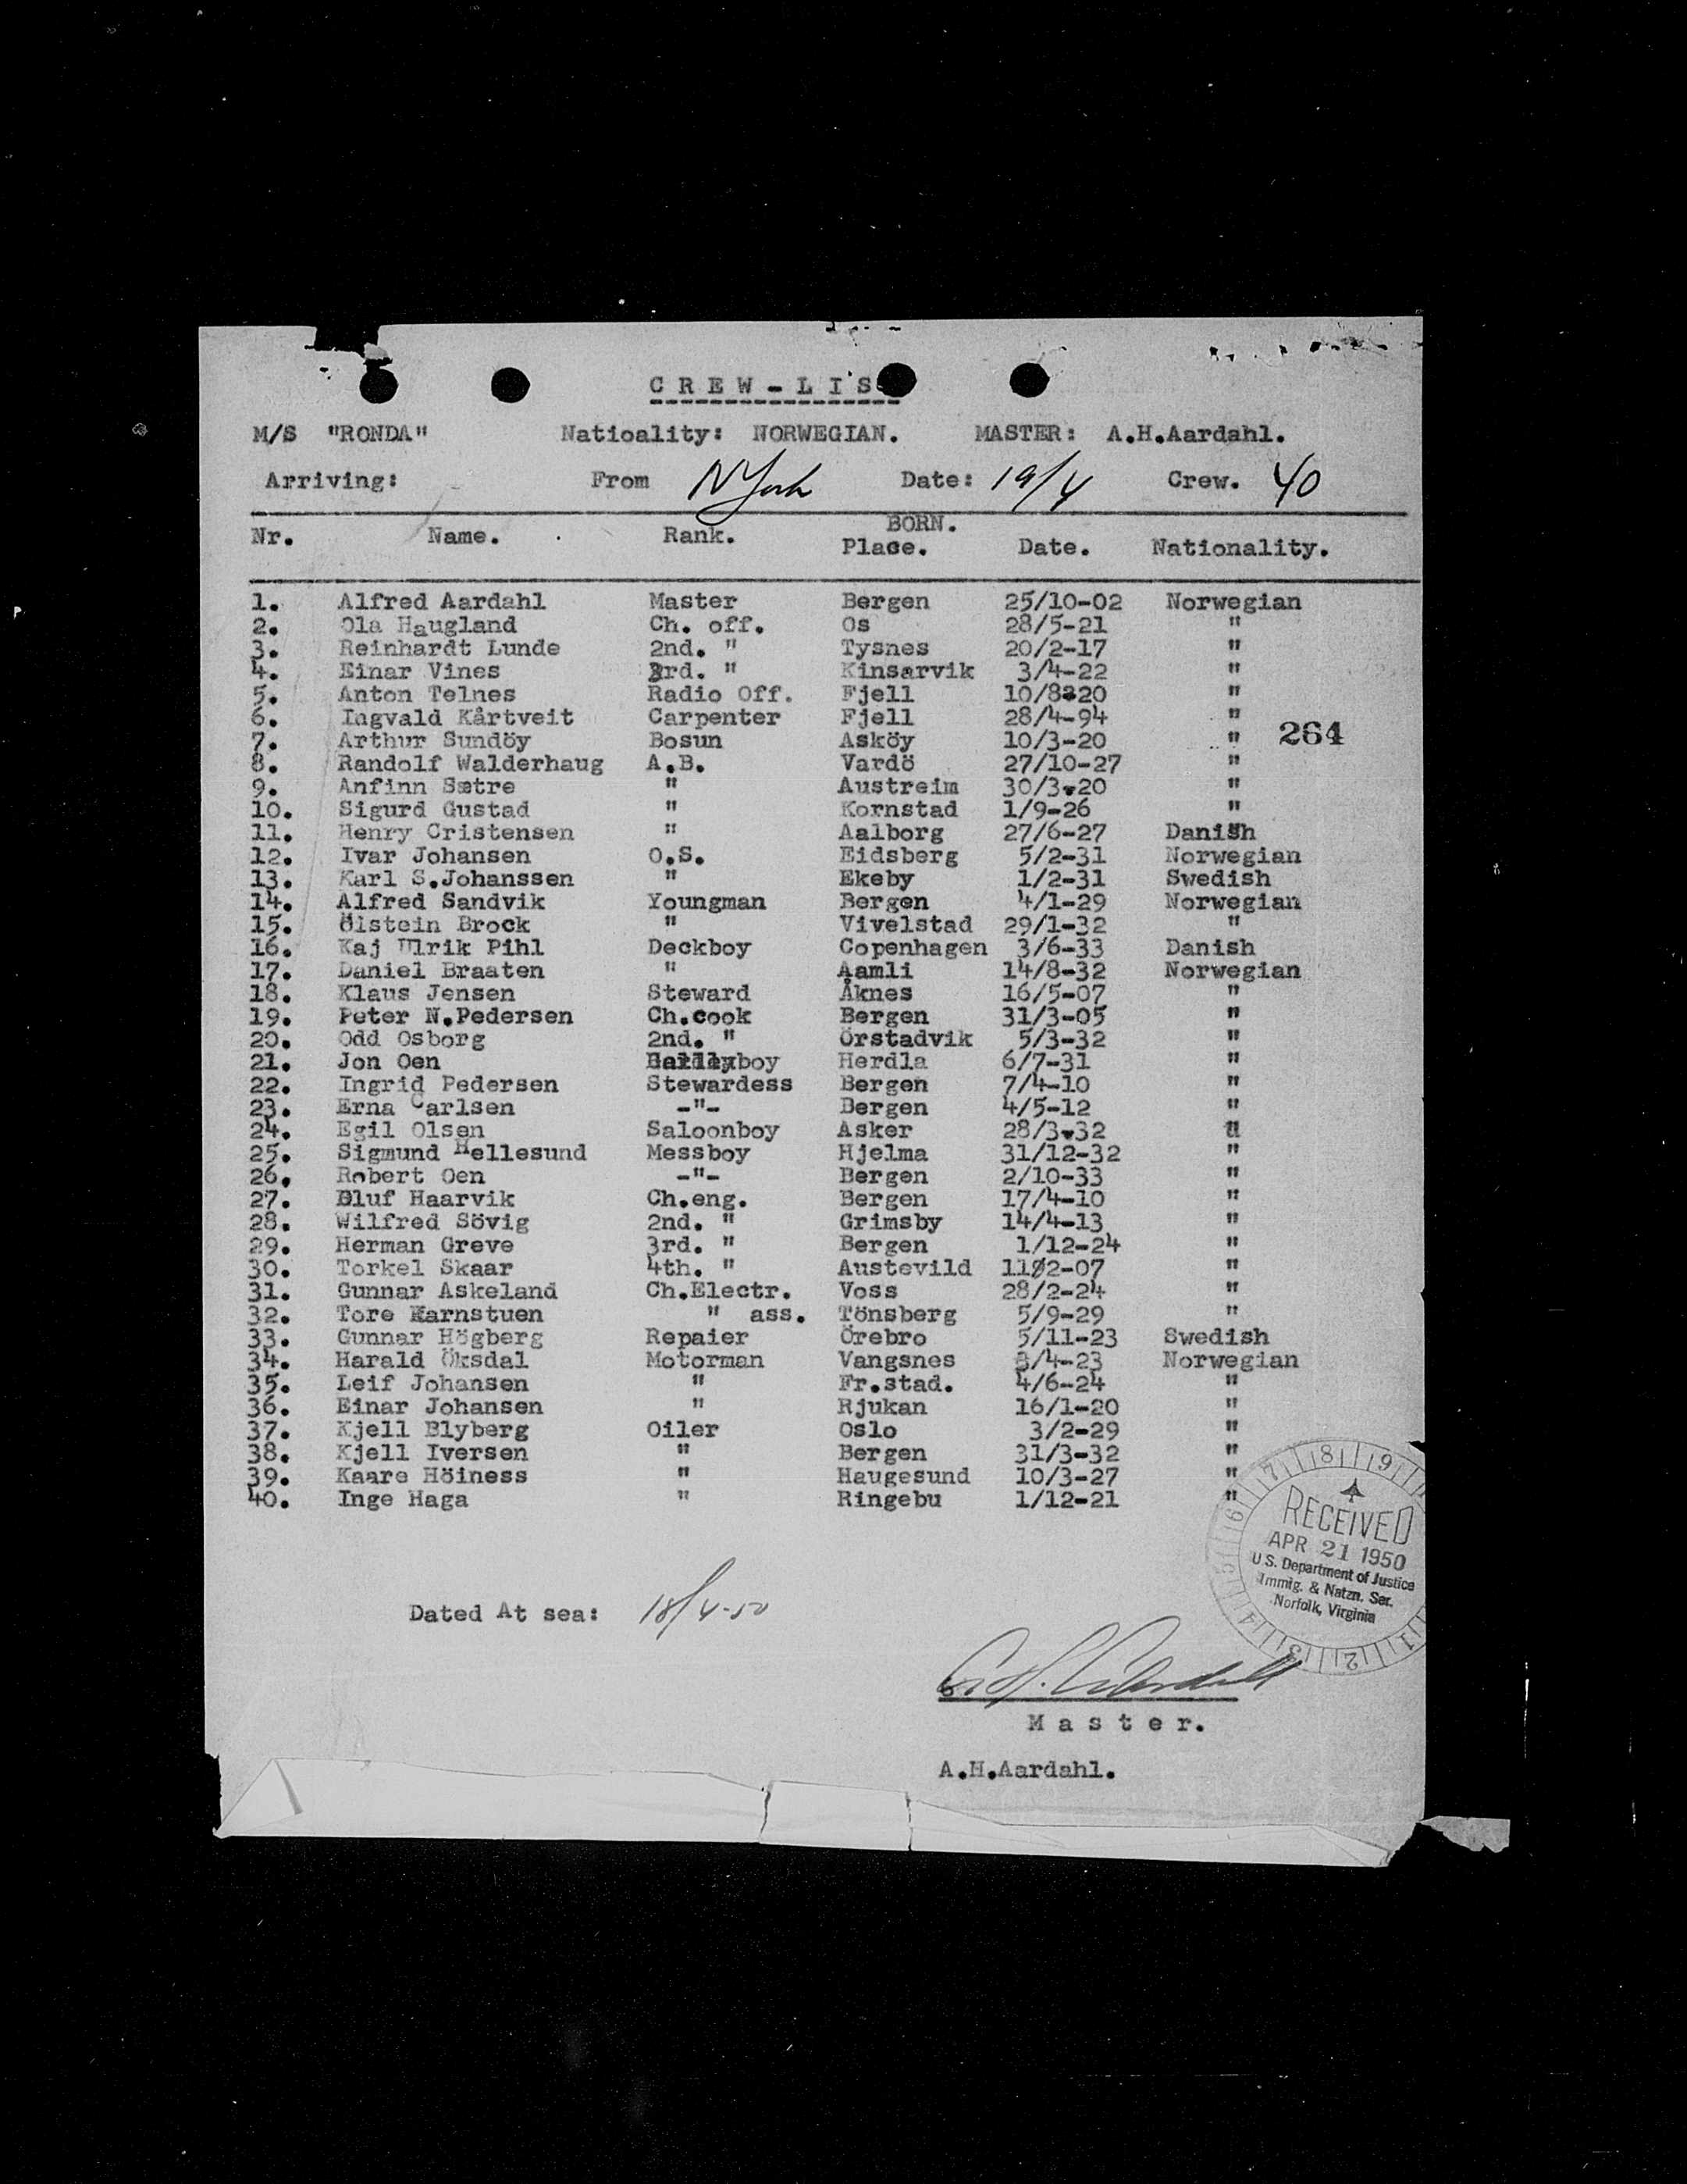 CREW-LIS
M/S "RONDA" Natioality: NORWEGIAN. MASTER: A.H.Aardahl.
Arriving: From NYork Date: 19/4 Crew. 40
Nr. Name. Rank. BORN. Place. Date. Nationality.
1. Alfred Aardahl Master Bergen 25/10-02 Norwegian
2. Ola Haugland Ch. off. Os 28/5-21 "
3. Reinhardt Lunde 2nd. " Tysnes 20/2-17 "
4. Einar Vines 3rd. " Kinsarvik 3/4-22 "
5. Anton Telnes Radio Off. Fjell 10/8-20 "
6. Ingvald Kårtveit Carpenter Fjell 28/4-94 "
7. Arthur Sundöy Bosun Asköy 10/3-20 " 264
8. Randolf Walderhaug A.B. Vardö 27/10-27 "
9. Anfinn Sætre " Austreim 30/3-20 "
10. Sigurd Gustad " Kornstad 1/9-26 "
11. Henry Cristensen " Aalborg 27/6-27 Danish
12. Ivar Johansen O.S. Eidsberg 5/2-31 Norwegian
13. Karl S.Johanssen " Ekeby 1/2-31 Swedish
14. Alfred Sandvik Youngman Bergen 4/1-29 Norwegian
15. Ölstein Brock " Vivelstad 29/1-32 "
16. Kaj Ulrik Pihl Deckboy Copenhagen 3/6-33 Danish
17. Daniel Braaten " Aamli 14/8-32 Norwegian
18. Klaus Jensen Steward Åknes 16/5-07 "
19. Peter N.Pedersen Ch.cook Bergen 31/3-05 "
20. Odd Osborg 2nd. " Örstadvik 5/3-32 "
21. Jon Oen Herdla 6/7-31 "
22. Ingrid Pedersen Stewardess Bergen 7/4-10 "
23. Erna Carlsen -"- Bergen 4/5-12 "
24. Egil Olsen Saloonboy Asker 28/3-32 "
25. Sigmund Hellesund Messboy Hjelma 31/12-32 "
26. Robert Oen -"- Bergen 2/10-33 "
27. Oluf Haarvik Ch.eng. Bergen 17/4-10 "
28. Wilfred Sövig 2nd. " Grimsby 14/4-13 "
29. Herman Greve 3rd. " Bergen 1/12-24 "
30. Torkel Skaar 4th. " Austevild 11/2-07 "
31. Gunnar Askeland Ch.Electr. Voss 28/2-24 "
32. Tore Karnstuen " ass. Tönsberg 5/9-29 "
33. Gunnar Högberg Repaier Örebro 5/11-23 Swedish
34. Harald Öksdal Motorman Vangsnes 8/4-23 Norwegian
35. Leif Johansen " Fr.stad. 4/6-24 "
36. Einar Johansen " Rjukan 16/1-20 "
37. Kjell Blyberg Oiler Oslo 3/2-29 "
38. Kjell Iversen " Bergen 31/3-32 "
39. Kaare Höiness " Haugesund 10/3-27 "
40. Inge Haga " Ringebu 1/12-21 "
RECEIVED
APR 21 1950
U.S. Department of Justice
Immig. & Natzn. Ser.
Norfolk, Virginia
Dated At sea: 18/4-50
A.H. Aardahl
Master.
A.H.Aardahl.